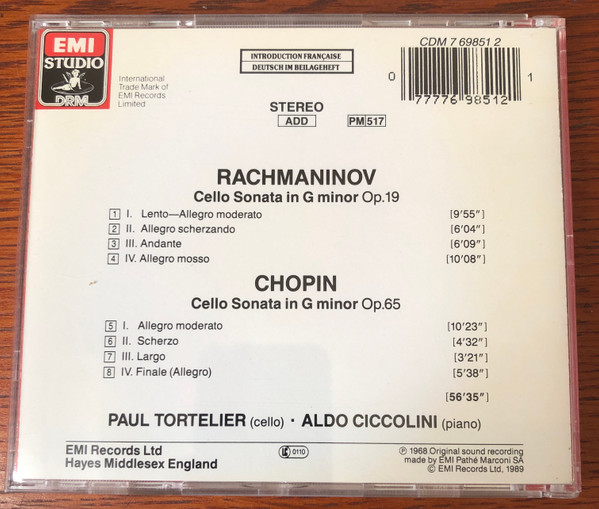 EMI
STUDIO
DRM
International
Trade Mark of
EMI Records
Limited
INTRODUCTION FRANÇAISE
DEUTSCH IM BEILAGEHEFT
CDM 7 69851 2
0 77776 98512 1
STEREO
ADD PM 517
RACHMANINOV
Cello Sonata in G minor Op.19
1 I. Lento—Allegro moderato [9′55″]
2 II. Allegro scherzando [6′04″]
3 III. Andante [6′09″]
4 IV. Allegro mosso [10′08″]
CHOPIN
Cello Sonata in G minor Op.65
5 I. Allegro moderato [10′23″]
6 II. Scherzo [4′32″]
7 III. Largo [3′21″]
8 IV. Finale (Allegro) [5′38″]
[56′35″]
PAUL TORTELIER (cello) · ALDO CICCOLINI (piano)
EMI Records Ltd
Hayes Middlesex England
LC 0110
℗ 1968 Original sound recording
made by EMI Pathé Marconi SA
© EMI Records Ltd, 1989